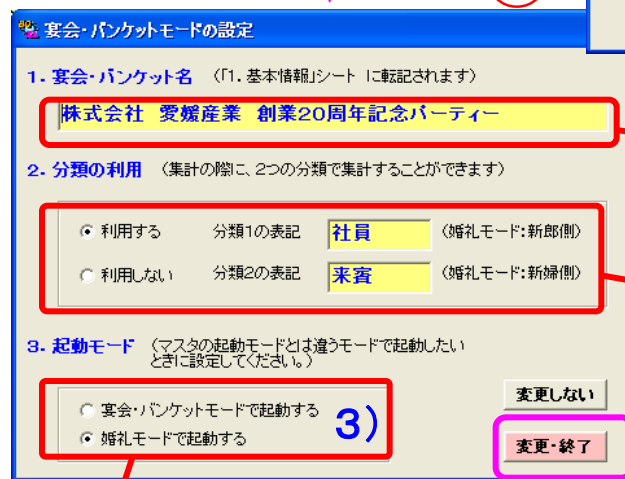 宴会・バンケットモードの設定
1. 宴会・バンケット名 (「1. 基本情報」シート に転記されます)
株式会社 愛媛産業 創業20周年記念パーティー
2. 分類の利用 (集計の際に、2つの分類で集計することができます)
利用する 分類1の表記 社員 (婚礼モード:新郎側)
利用しない 分類2の表記 来賓 (婚礼モード:新婦側)
3. 起動モード (マスタの起動モードとは違うモードで起動したい
ときに設定してください。)
変更しない
宴会・バンケットモードで起動する
3)
婚礼モードで起動する
変更・終了